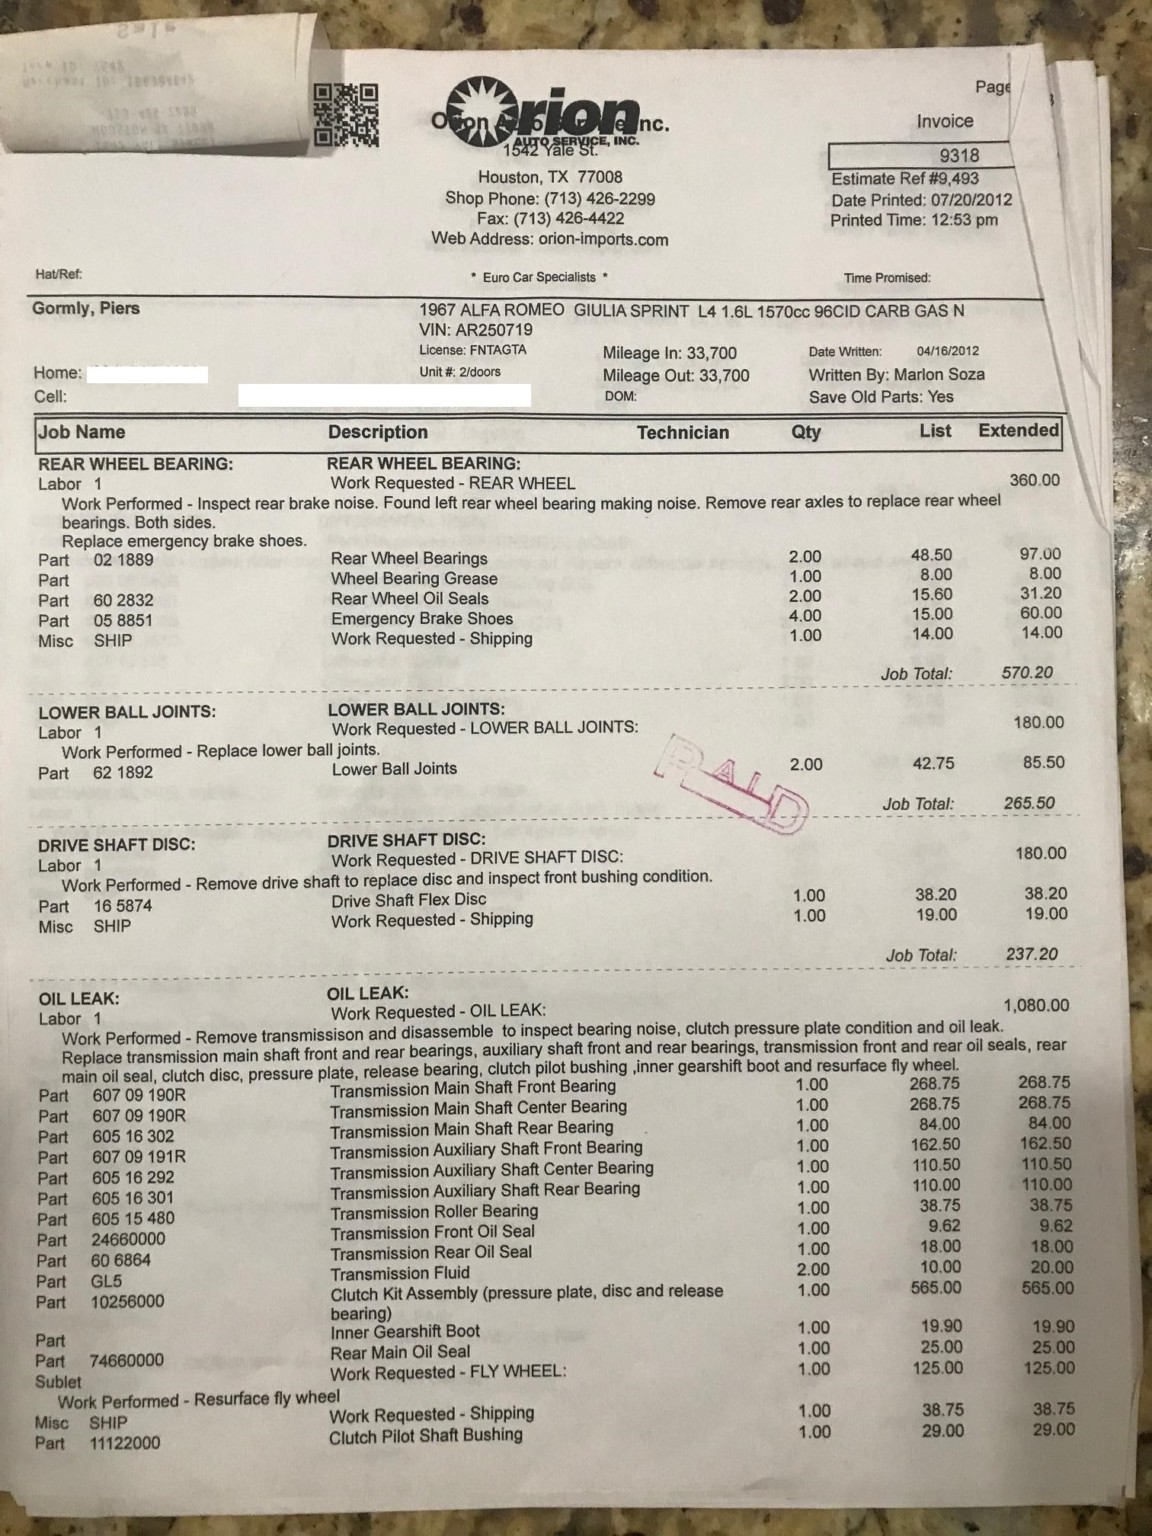 Page
Orion
AUTO SERVICE, INC.
Inc.
1542 Yale St.
Houston, TX 77008
Shop Phone: (713) 426-2299
Fax: (713) 426-4422
Web Address: orion-imports.com
Invoice
9318
Estimate Ref #9,493
Date Printed: 07/20/2012
Printed Time: 12:53 pm
Hat/Ref:
* Euro Car Specialists *
Time Promised:
Gormly, Piers
1967 ALFA ROMEO GIULIA SPRINT L4 1.6L 1570cc 96CID CARB GAS N
VIN: AR250719
License: FNTAGTA
Mileage In: 33,700
Date Written: 04/16/2012
Home:
Unit #: 2/doors
Mileage Out: 33,700
Written By: Marlon Soza
Cell:
DOM:
Save Old Parts: Yes
Job Name Description Technician Qty List Extended
REAR WHEEL BEARING: REAR WHEEL BEARING:
Labor 1 Work Requested - REAR WHEEL 360.00
Work Performed - Inspect rear brake noise. Found left rear wheel bearing making noise. Remove rear axles to replace rear wheel
bearings. Both sides.
Replace emergency brake shoes.
Part 02 1889 Rear Wheel Bearings 2.00 48.50 97.00
Part Wheel Bearing Grease 1.00 8.00 8.00
Part 60 2832 Rear Wheel Oil Seals 2.00 15.60 31.20
Part 05 8851 Emergency Brake Shoes 4.00 15.00 60.00
Misc SHIP Work Requested - Shipping 1.00 14.00 14.00
Job Total: 570.20
LOWER BALL JOINTS: LOWER BALL JOINTS:
Labor 1 Work Requested - LOWER BALL JOINTS: 180.00
Work Performed - Replace lower ball joints.
Part 62 1892 Lower Ball Joints 2.00 42.75 85.50
PAID
Job Total: 265.50
DRIVE SHAFT DISC: DRIVE SHAFT DISC:
Labor 1 Work Requested - DRIVE SHAFT DISC: 180.00
Work Performed - Remove drive shaft to replace disc and inspect front bushing condition.
Part 16 5874 Drive Shaft Flex Disc 1.00 38.20 38.20
Misc SHIP Work Requested - Shipping 1.00 19.00 19.00
Job Total: 237.20
OIL LEAK: OIL LEAK:
Labor 1 Work Requested - OIL LEAK: 1,080.00
Work Performed - Remove transmissison and disassemble to inspect bearing noise, clutch pressure plate condition and oil leak.
Replace transmission main shaft front and rear bearings, auxiliary shaft front and rear bearings, transmission front and rear oil seals, rear
main oil seal, clutch disc, pressure plate, release bearing, clutch pilot bushing ,inner gearshift boot and resurface fly wheel.
Part 607 09 190R Transmission Main Shaft Front Bearing 1.00 268.75 268.75
Part 607 09 190R Transmission Main Shaft Center Bearing 1.00 268.75 268.75
Part 605 16 302 Transmission Main Shaft Rear Bearing 1.00 84.00 84.00
Part 607 09 191R Transmission Auxiliary Shaft Front Bearing 1.00 162.50 162.50
Part 605 16 292 Transmission Auxiliary Shaft Center Bearing 1.00 110.50 110.50
Part 605 16 301 Transmission Auxiliary Shaft Rear Bearing 1.00 110.00 110.00
Part 605 15 480 Transmission Roller Bearing 1.00 38.75 38.75
Part 24660000 Transmission Front Oil Seal 1.00 9.62 9.62
Part 60 6864 Transmission Rear Oil Seal 1.00 18.00 18.00
Part GL5 Transmission Fluid 2.00 10.00 20.00
Part 10256000 Clutch Kit Assembly (pressure plate, disc and release 1.00 565.00 565.00
bearing)
Part Inner Gearshift Boot 1.00 19.90 19.90
Part 74660000 Rear Main Oil Seal 1.00 25.00 25.00
Sublet Work Requested - FLY WHEEL: 1.00 125.00 125.00
Work Performed - Resurface fly wheel
Misc SHIP Work Requested - Shipping 1.00 38.75 38.75
Part 11122000 Clutch Pilot Shaft Bushing 1.00 29.00 29.00